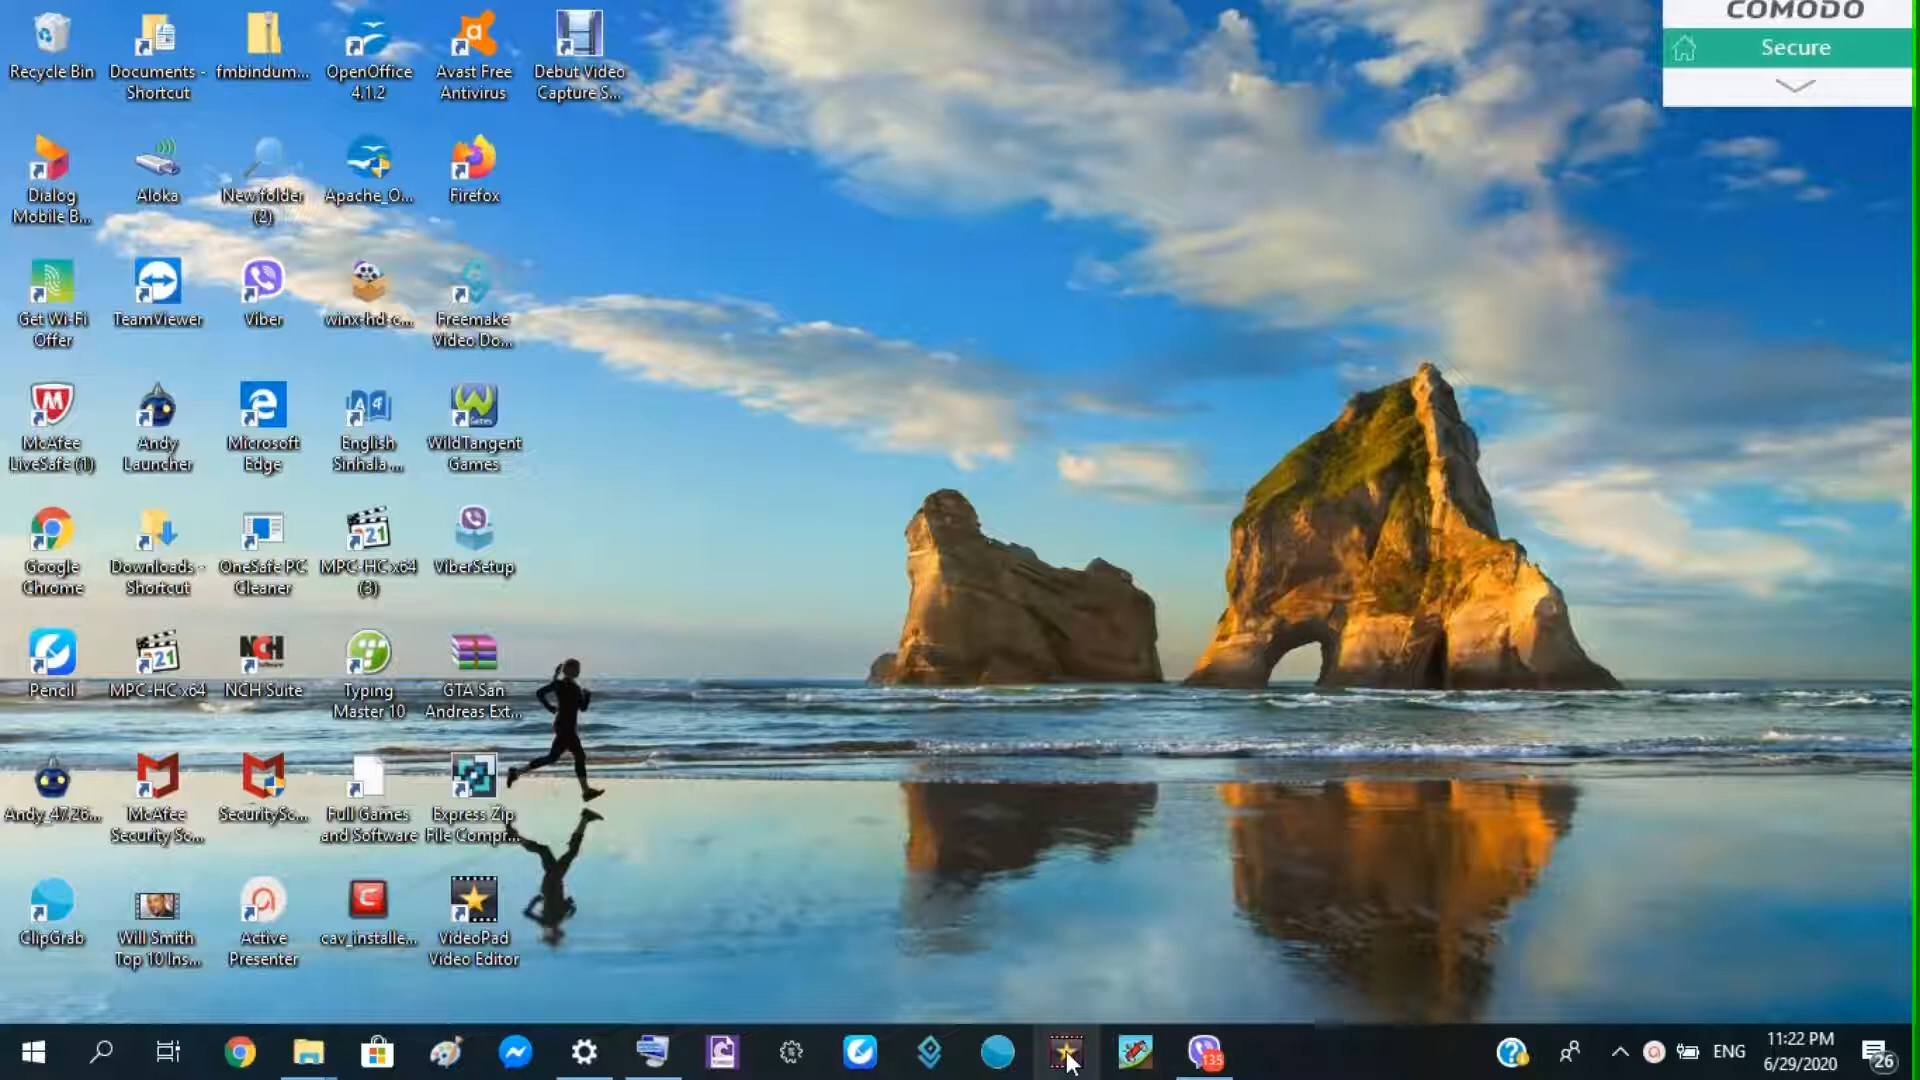 COMODO
Secure
Recycle Bin
Documents -
Shortcut
fmbindum...
OpenOffice
4.1.2
Avast Free
Antivirus
Debut Video
Capture S...
Dialog
Mobile B...
Aloka
New folder
(2)
Apache_O...
Firefox
Get Wi-Fi
Offer
TeamViewer
Viber
winx-hd-c...
Freemake
Video Do...
McAfee
LiveSafe (1)
Andy
Launcher
Microsoft
Edge
English
Sinhala ...
WildTangent
Games
Google
Chrome
Downloads -
Shortcut
OneSafe PC
Cleaner
MPC-HC x64
(3)
ViberSetup
Pencil
MPC-HC x64
NCH Suite
Typing
Master 10
GTA San
Andreas Ext...
Andy_47.26...
McAfee
Security Sc...
SecuritySc...
Full Games
and Software
Express Zip
File Compr...
ClipGrab
Will Smith
Top 10 Ins...
Active
Presenter
cav_installe...
VideoPad
Video Editor
135
ENG
11:22 PM
6/29/2020
26